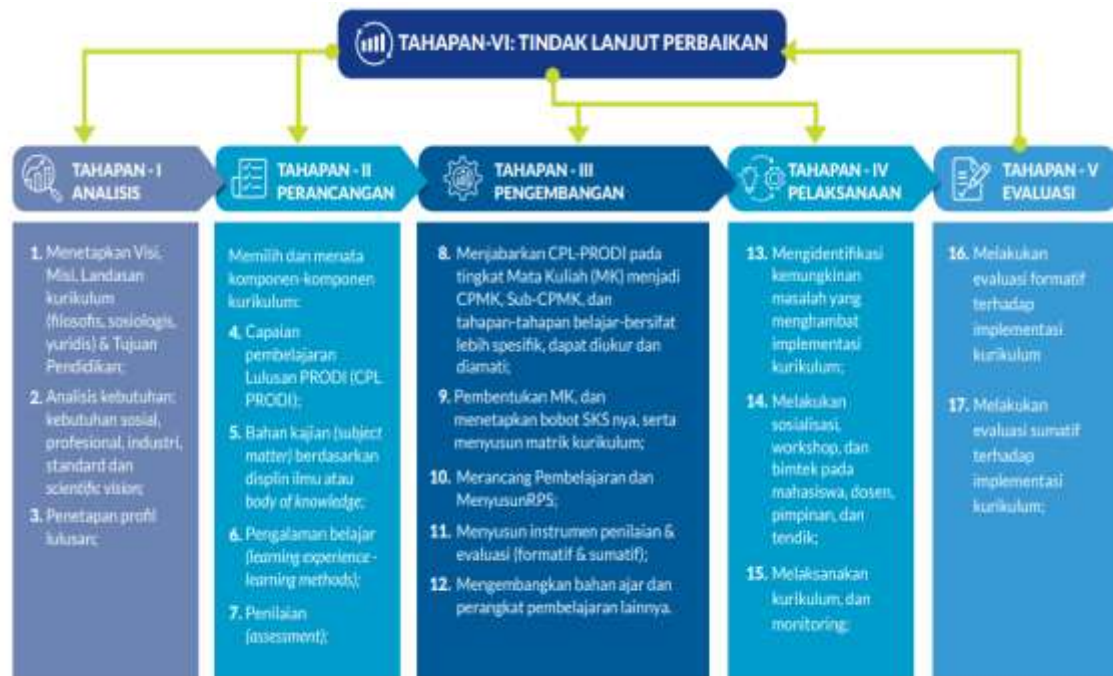 TAHAPAN-VI: TINDAK LANJUT PERBAIKAN
TAHAPAN - I
ANALISIS
1. Menetapkan Visi,
Misi, Landasan
kurikulum
(filosofis, sosiologis,
yuridis) & Tujuan
Pendidikan;
2. Analisis kebutuhan:
kebutuhan sosial,
profesional, industri,
standard dan
scientific vision;
3. Penetapan profil
lulusan;
TAHAPAN - II
PERANCANGAN
Memilih dan menata
komponen-komponen
kurikulum:
4. Capaian
pembelajaran
Lulusan PRODI (CPL
PRODI);
5. Bahan kajian (subject
matter) berdasarkan
displin ilmu atau
body of knowledge;
6. Pengalaman belajar
(learning experience-
learning methods);
7. Penilaian
(assessment);
TAHAPAN - III
PENGEMBANGAN
8. Menjabarkan CPL-PRODI pada
tingkat Mata Kuliah (MK) menjadi
CPMK, Sub-CPMK, dan
tahapan-tahapan belajar-bersifat
lebih spesifik, dapat diukur dan
diamati;
9. Pembentukan MK, dan
menetapkan bobot SKS nya, serta
menyusun matrik kurikulum;
10. Merancang Pembelajaran dan
MenyusunRPS;
11. Menyusun instrumen penilaian &
evaluasi (formatif & sumatif);
12. Mengembangkan bahan ajar dan
perangkat pembelajaran lainnya.
TAHAPAN - IV
PELAKSANAAN
13. Mengidentifikasi
kemungkinan
masalah yang
menghambat
implementasi
kurikulum;
14. Melakukan
sosialisasi,
workshop, dan
bimtek pada
mahasiswa, dosen,
pimpinan, dan
tendik;
15. Melaksanakan
kurikulum, dan
monitoring;
TAHAPAN - V
EVALUASI
16. Melakukan
evaluasi formatif
terhadap
implementasi
kurikulum
17. Melakukan
evaluasi sumatif
terhadap
implementasi
kurikulum;